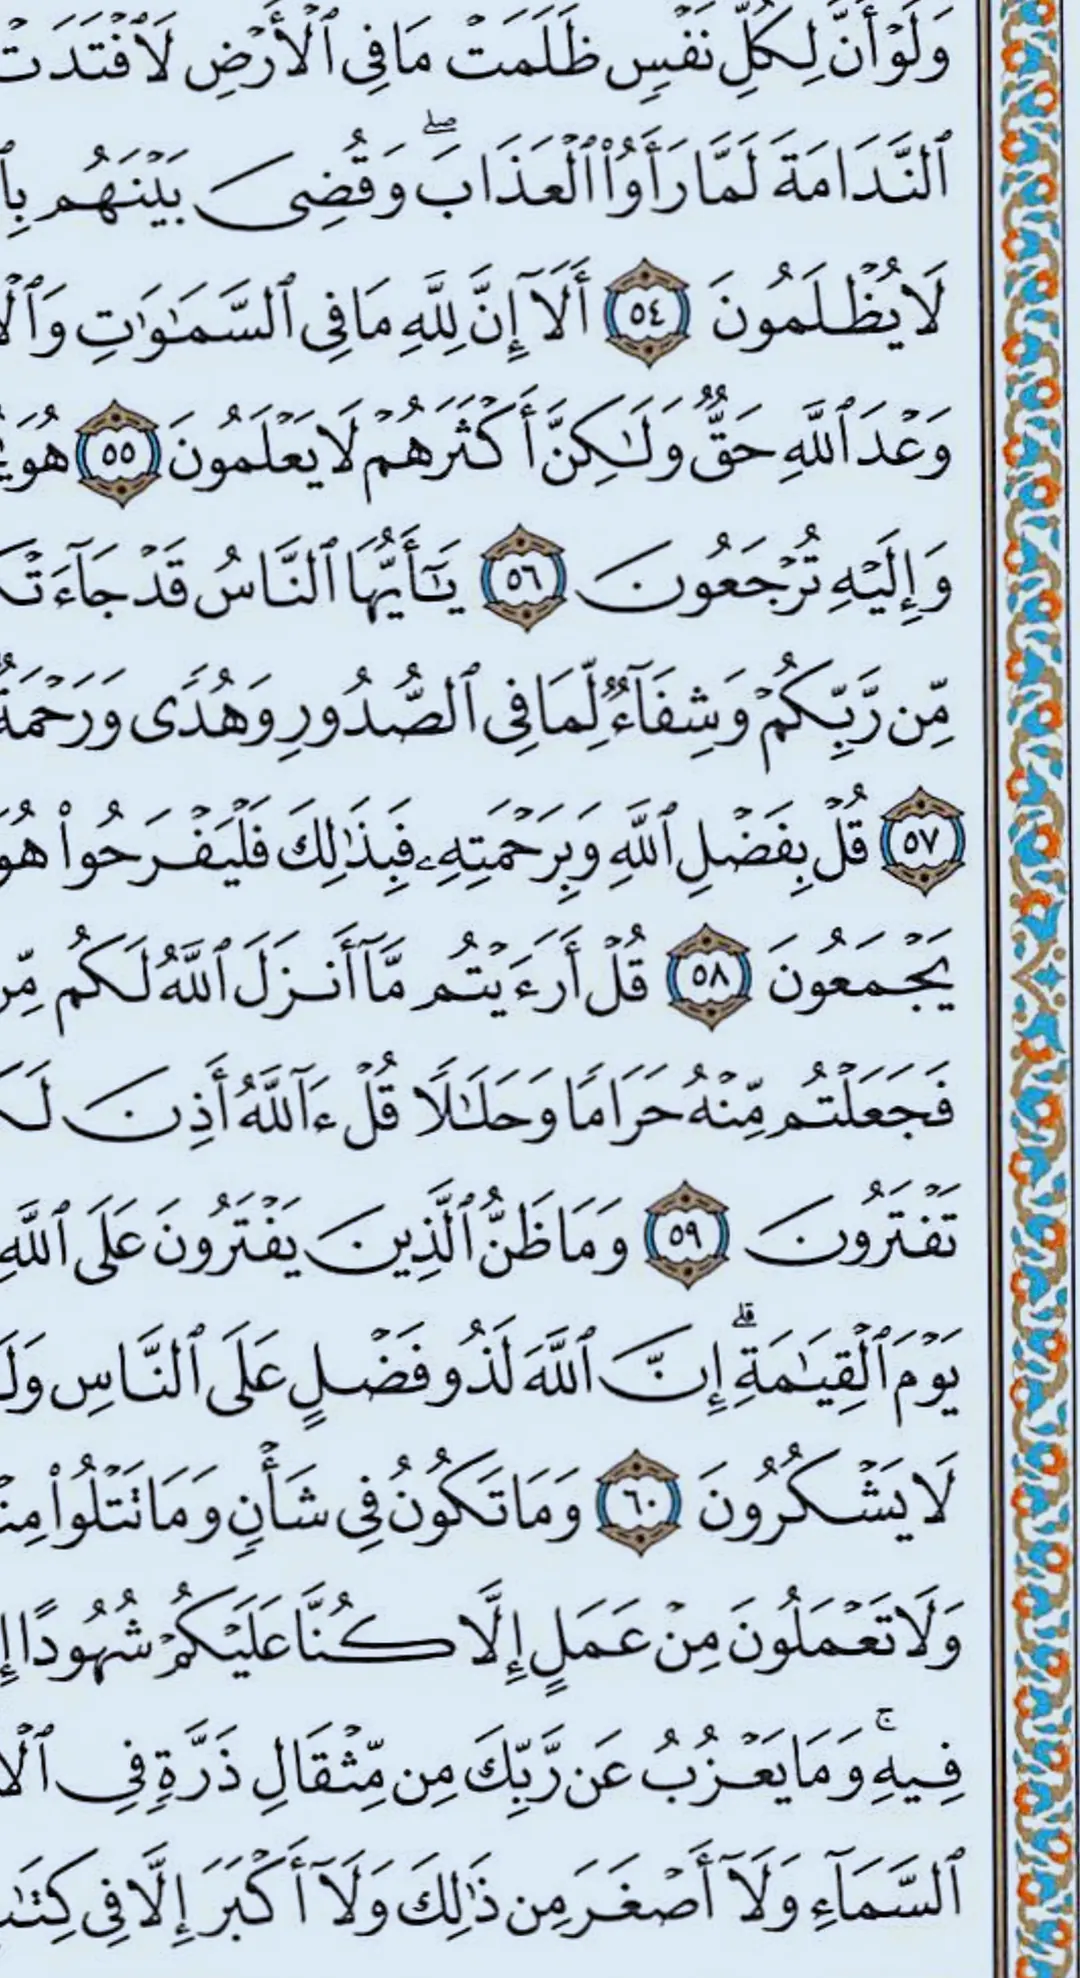 وَلَوْ أَنَّ لِكُلِّ نَفْسٍ ظَلَمَتْ مَا فِي ٱلْأَرْضِ لَٱفْتَدَتْ
ٱلنَّدَامَةَ لَمَّا رَأَوُا۟ ٱلْعَذَابَ ۖ وَقُضِىَ بَيْنَهُم
لَا يُظْلَمُونَ ٥٤ أَلَآ إِنَّ لِلَّهِ مَا فِي ٱلسَّمَـٰوَٰتِ
وَعْدَ ٱللَّهِ حَقٌّ وَلَـٰكِنَّ أَكْثَرَهُمْ لَا يَعْلَمُونَ ٥٥ هُوَ
وَإِلَيْهِ تُرْجَعُونَ ٥٦ يَـٰٓأَيُّهَا ٱلنَّاسُ قَدْ
مِّن رَّبِّكُمْ وَشِفَآءٌ لِّمَا فِي ٱلصُّدُورِ وَهُدًى وَرَحْمَةٌ
٥٧ قُلْ بِفَضْلِ ٱللَّهِ وَبِرَحْمَتِهِۦ فَبِذَٰلِكَ فَلْيَفْرَحُوا۟ هُوَ
يَجْمَعُونَ ٥٨ قُلْ أَرَءَيْتُم مَّآ أَنزَلَ ٱللَّهُ لَكُم
فَجَعَلْتُم مِّنْهُ حَرَامًا وَحَلَـٰلًا قُلْ ءَآللَّهُ أَذِنَ
تَفْتَرُونَ ٥٩ وَمَا ظَنُّ ٱلَّذِينَ يَفْتَرُونَ عَلَى ٱللَّهِ
يَوْمَ ٱلْقِيَـٰمَةِ ۗ إِنَّ ٱللَّهَ لَذُو فَضْلٍ عَلَى ٱلنَّاسِ
لَا يَشْكُرُونَ ٦٠ وَمَا تَكُونُ فِي شَأْنٍ وَمَا تَتْلُوا۟
وَلَا تَعْمَلُونَ مِنْ عَمَلٍ إِلَّا كُنَّا عَلَيْكُمْ شُهُودًا
فِيهِ ۚ وَمَا يَعْزُبُ عَن رَّبِّكَ مِن مِّثْقَالِ ذَرَّةٍ فِي
ٱلسَّمَآءِ وَلَآ أَصْغَرَ مِن ذَٰلِكَ وَلَآ أَكْبَرَ إِلَّا فِي